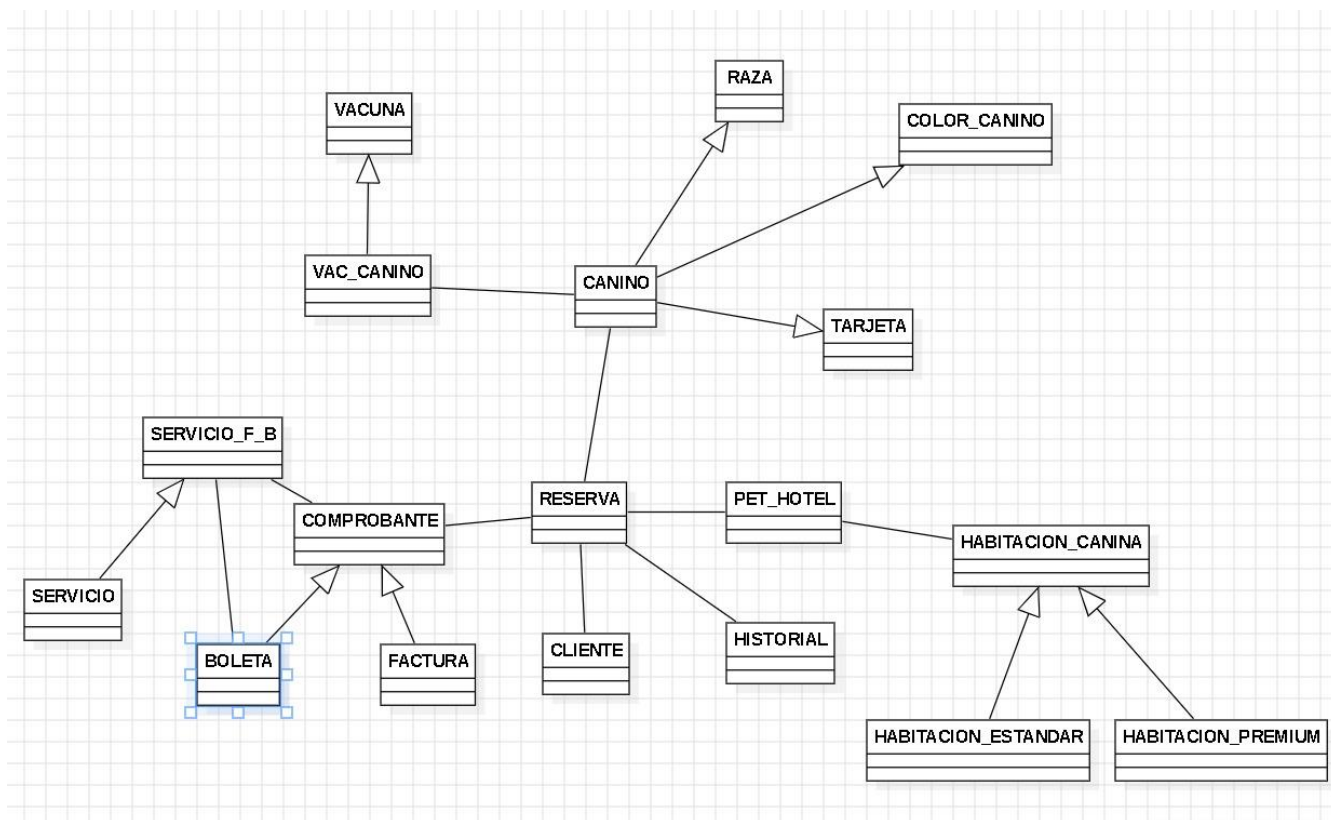 RAZA
VACUNA
COLOR_CANINO
VAC_CANINO
CANINO
TARJETA
SERVICIO_F_B
RESERVA
PET_HOTEL
COMPROBANTE
HABITACION_CANINA
SERVICIO
CLIENTE
HISTORIAL
BOLETA
FACTURA
HABITACION_ESTANDAR
HABITACION_PREMIUM